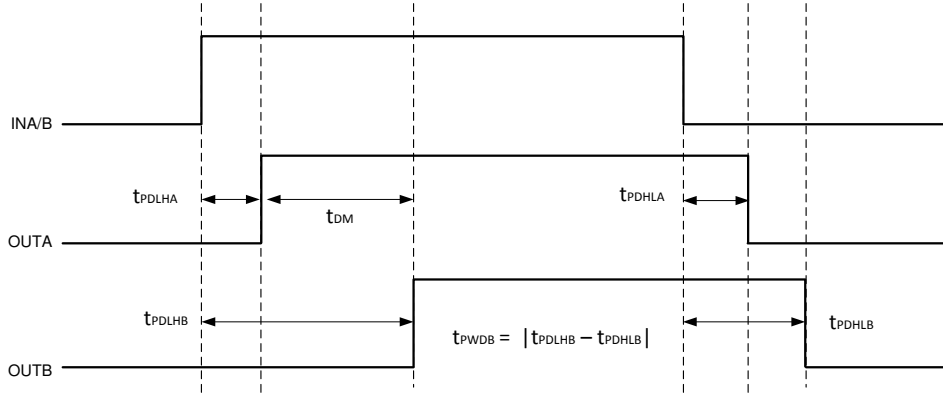 INA/B
tPDLHA
tPDHLA
tDM
OUTA
tPDLHB
tPWDB = |tPDLHB – tPDHLB|
tPDHLB
OUTB